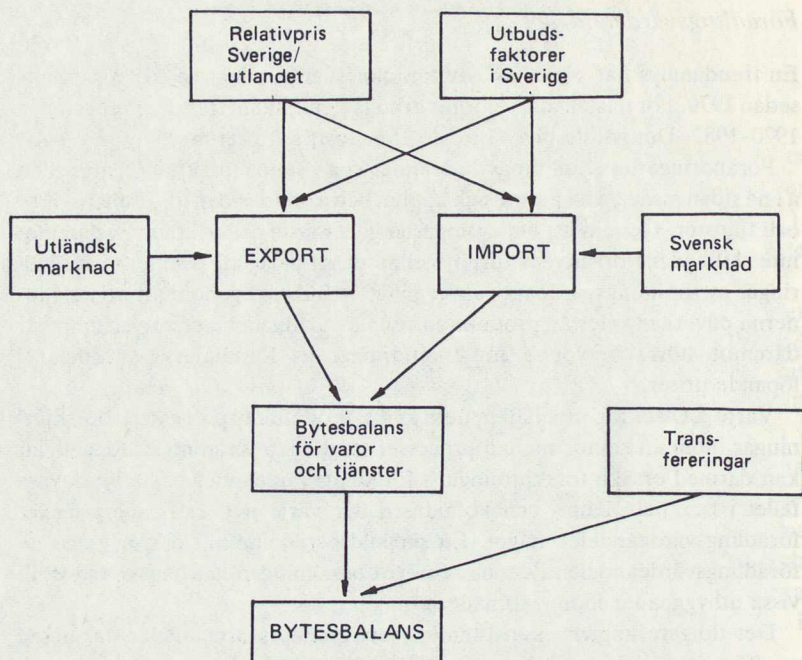 Relativpris
Sverige/
utlandet
Utbuds-
faktorer
i Sverige
Utländsk
marknad
EXPORT
IMPORT
Svensk
marknad
Bytesbalans
för varor
och tjänster
Trans-
fereringar
BYTESBALANS